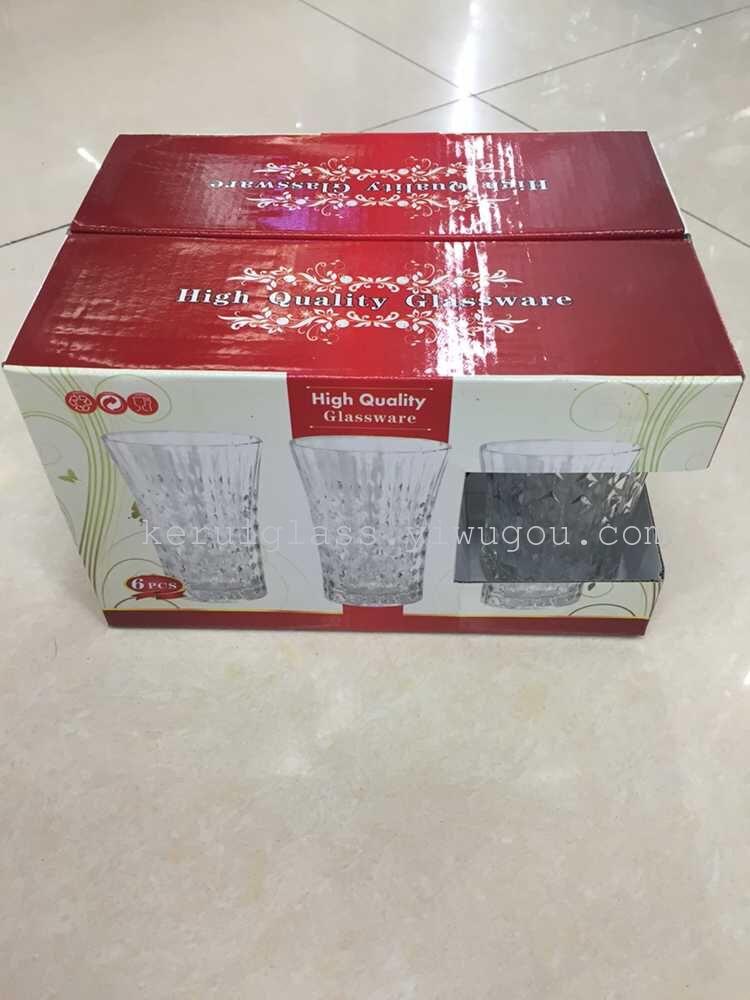 High Quality Glassware
High Quality Glassware
High Quality
Glassware
keruiglass.yiwugou.com
6 PCS